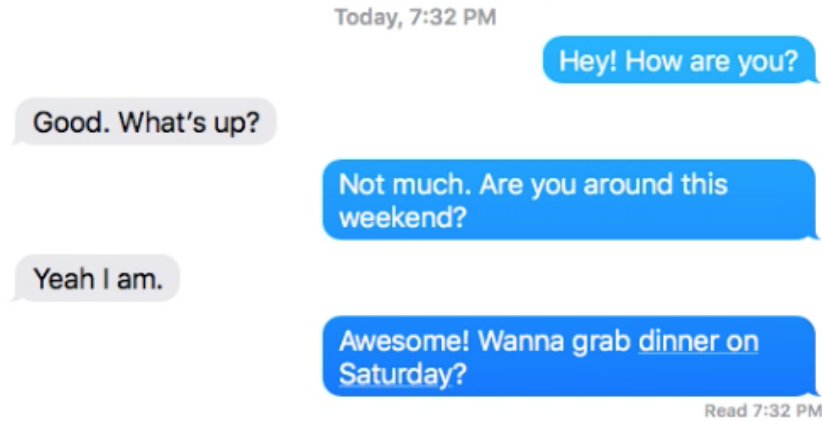 Today, 7:32 PM
Hey! How are you?
Good. What's up?
Not much. Are you around this
weekend?
Yeah I am.
Awesome! Wanna grab dinner on
Saturday?
Read 7:32 PM